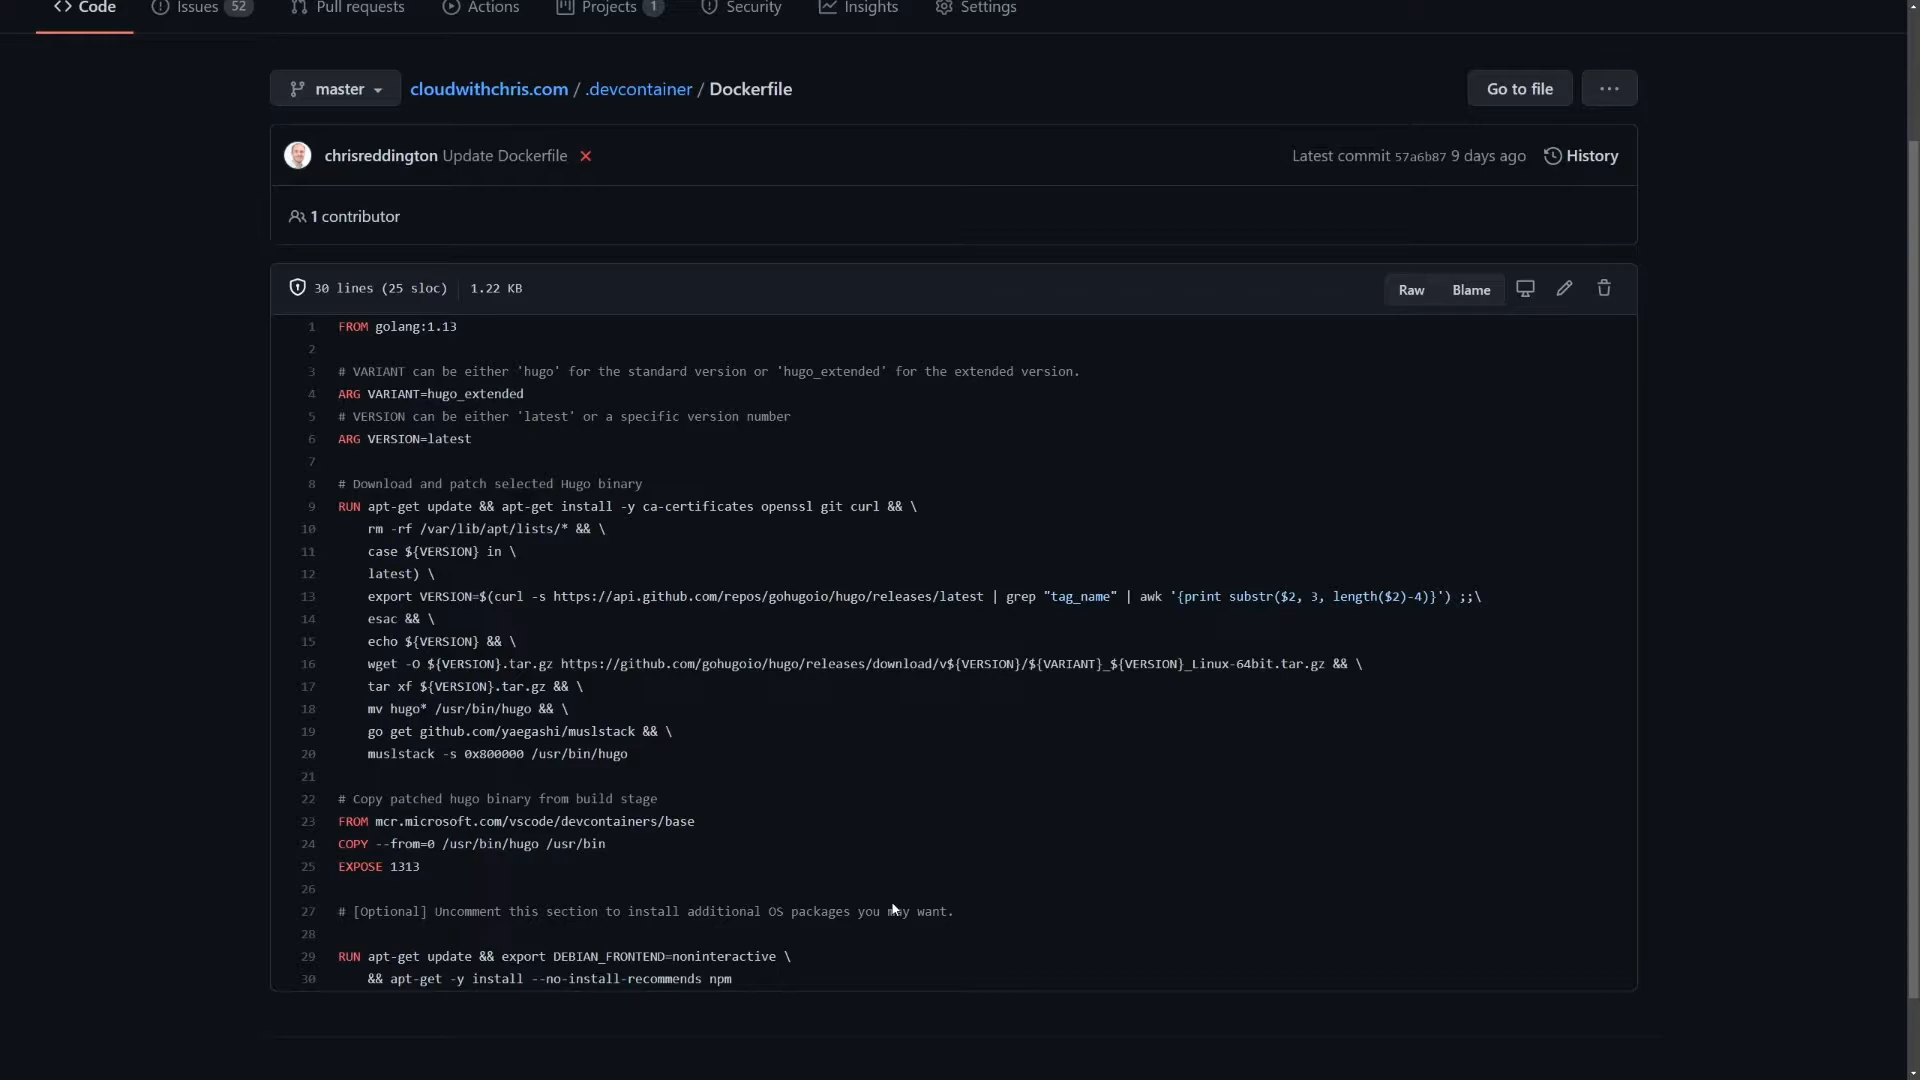 Code Issues 52 Pull requests Actions Projects 1 Security Insights Settings
master cloudwithchris.com / .devcontainer / Dockerfile Go to file ...
chrisreddington Update Dockerfile Latest commit 57a6b87 9 days ago History
1 contributor
30 lines (25 sloc) 1.22 KB Raw Blame
1 FROM golang:1.13
2
3 # VARIANT can be either 'hugo' for the standard version or 'hugo_extended' for the extended version.
4 ARG VARIANT=hugo_extended
5 # VERSION can be either 'latest' or a specific version number
6 ARG VERSION=latest
7
8 # Download and patch selected Hugo binary
9 RUN apt-get update && apt-get install -y ca-certificates openssl git curl && \
10 rm -rf /var/lib/apt/lists/* && \
11 case ${VERSION} in \
12 latest) \
13 export VERSION=$(curl -s https://api.github.com/repos/gohugoio/hugo/releases/latest | grep "tag_name" | awk '{print substr($2, 3, length($2)-4)}') ;;\
14 esac && \
15 echo ${VERSION} && \
16 wget -O ${VERSION}.tar.gz https://github.com/gohugoio/hugo/releases/download/v${VERSION}/${VARIANT}_${VERSION}_Linux-64bit.tar.gz && \
17 tar xf ${VERSION}.tar.gz && \
18 mv hugo* /usr/bin/hugo && \
19 go get github.com/yaegashi/muslstack && \
20 muslstack -s 0x800000 /usr/bin/hugo
21
22 # Copy patched hugo binary from build stage
23 FROM mcr.microsoft.com/vscode/devcontainers/base
24 COPY --from=0 /usr/bin/hugo /usr/bin
25 EXPOSE 1313
26
27 # [Optional] Uncomment this section to install additional OS packages you may want.
28
29 RUN apt-get update && export DEBIAN_FRONTEND=noninteractive \
30 && apt-get -y install --no-install-recommends npm